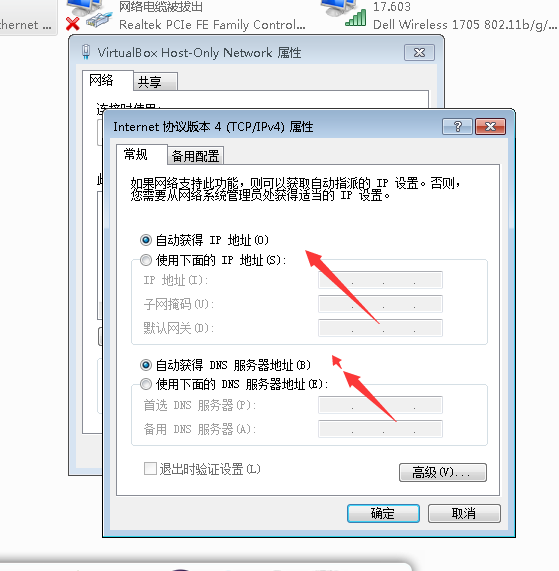 网络电缆被拔出
17.603
thernet ...
Realtek PCIe FE Family Control...
Dell Wireless 1705 802.11b/g/...
VirtualBox Host-Only Network 属性
网络
共享
连接时使用:
此
Internet 协议版本 4 (TCP/IPv4) 属性
常规
备用配置
如果网络支持此功能，则可以获取自动指派的 IP 设置。否则，
您需要从网络系统管理员处获得适当的 IP 设置。
自动获得 IP 地址(O)
使用下面的 IP 地址(S):
IP 地址(I):
子网掩码(U):
默认网关(D):
自动获得 DNS 服务器地址(B)
使用下面的 DNS 服务器地址(E):
首选 DNS 服务器(P):
备用 DNS 服务器(A):
退出时验证设置(L)
高级(V)...
确定
取消